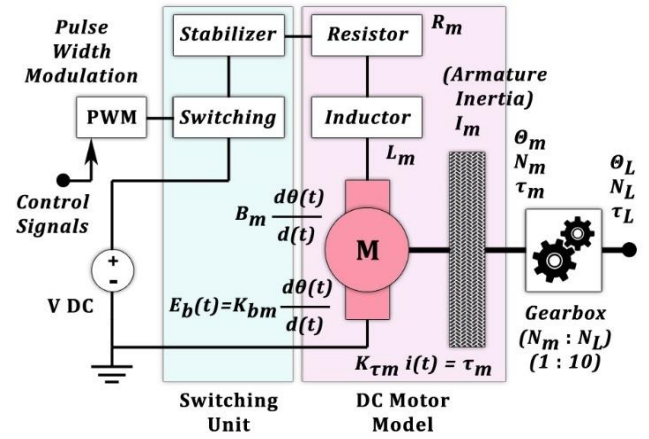 Pulse
Width
Modulation
Stabilizer
Resistor
R_m
PWM
Switching
Inductor
L_m
(Armature
Inertia)
I_m
Control
Signals
B_m dθ(t)/d(t)
M
Θ_m
N_m
τ_m
Θ_L
N_L
τ_L
+
-
V DC
E_b(t)=K_bm dθ(t)/d(t)
K_τm i(t) = τ_m
Gearbox
(N_m : N_L)
(1 : 10)
Switching
Unit
DC Motor
Model